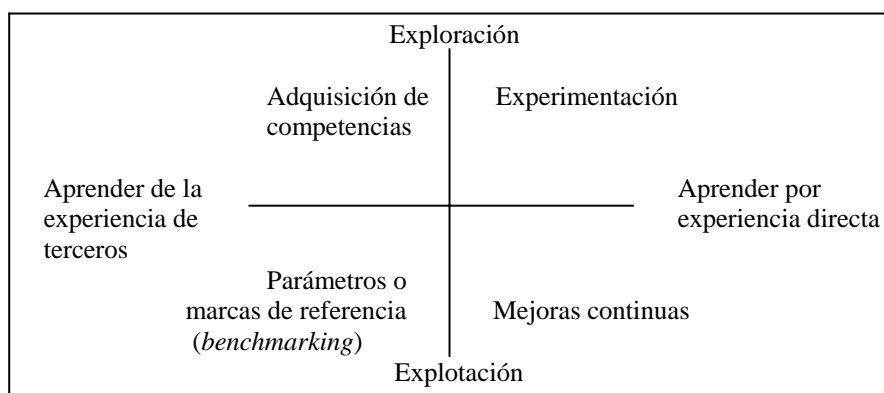 Exploración
Adquisición de
competencias
Experimentación
Aprender de la
experiencia de
terceros
Aprender por
experiencia directa
Parámetros o
marcas de referencia
(benchmarking)
Mejoras continuas
Explotación